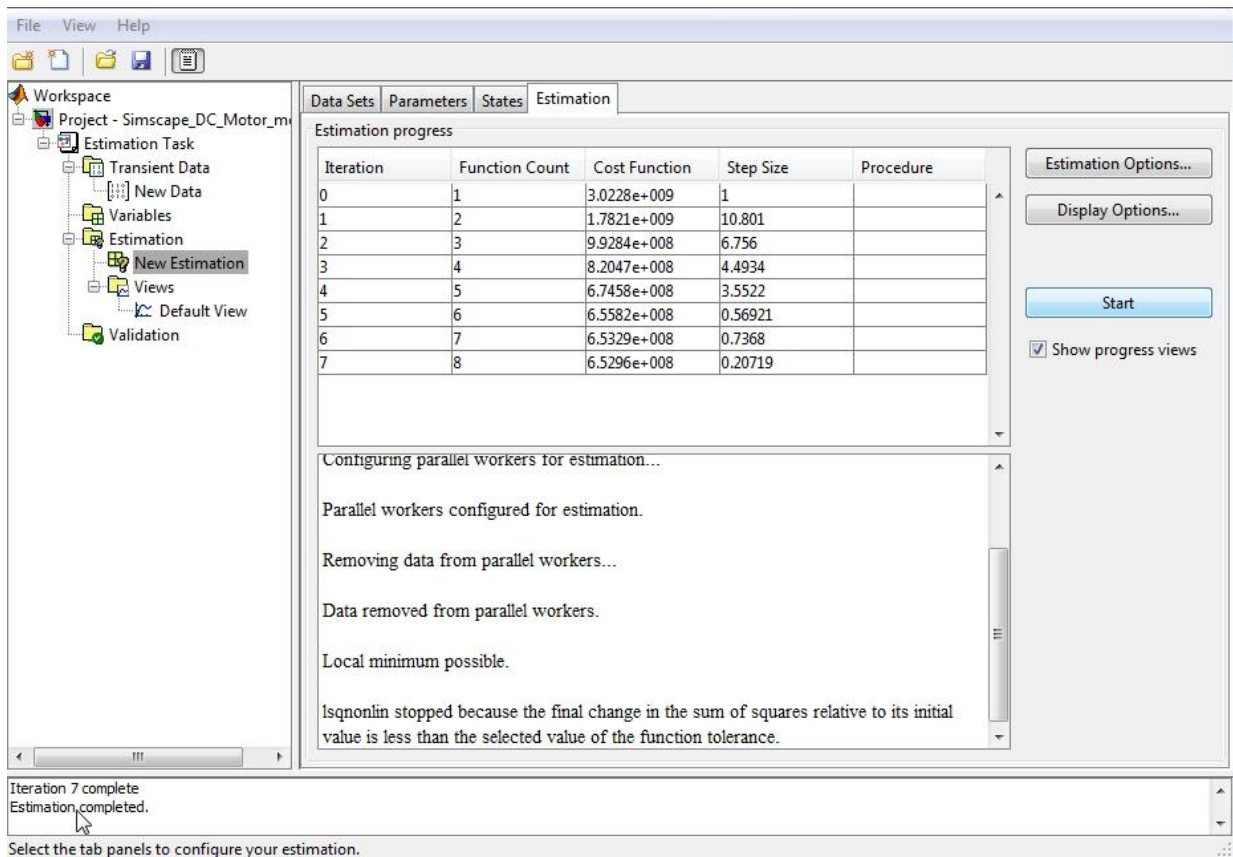 File View Help
Workspace
Project - Simscape_DC_Motor_m
Estimation Task
Transient Data
New Data
Variables
Estimation
New Estimation
Views
Default View
Validation
Data Sets Parameters States Estimation
Estimation progress
Iteration Function Count Cost Function Step Size Procedure
0 1 3.0228e+009 1
1 2 1.7821e+009 10.801
2 3 9.9284e+008 6.756
3 4 8.2047e+008 4.4934
4 5 6.7458e+008 3.5522
5 6 6.5582e+008 0.56921
6 7 6.5329e+008 0.7368
7 8 6.5296e+008 0.20719
Estimation Options...
Display Options...
Start
Show progress views
Configuring parallel workers for estimation...
Parallel workers configured for estimation.
Removing data from parallel workers...
Data removed from parallel workers.
Local minimum possible.
lsqnonlin stopped because the final change in the sum of squares relative to its initial
value is less than the selected value of the function tolerance.
Iteration 7 complete
Estimation completed.
Select the tab panels to configure your estimation.